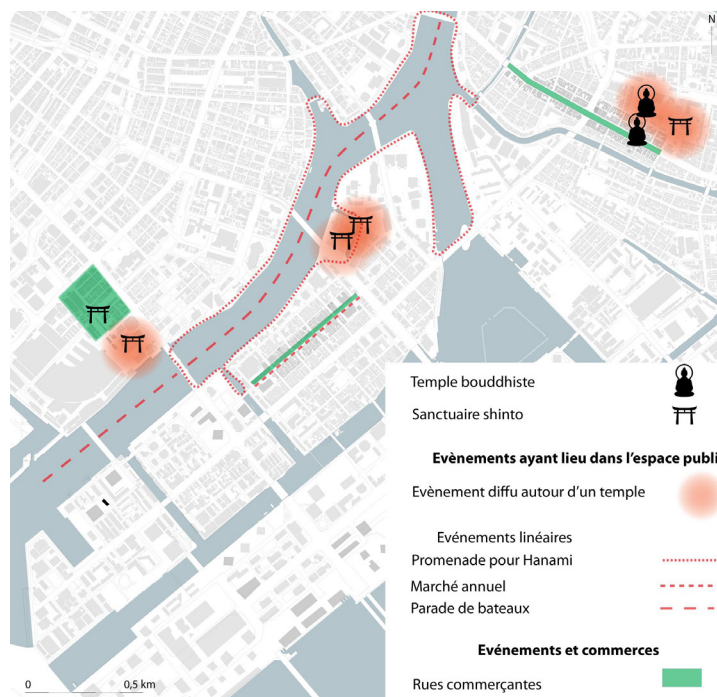 N
Temple bouddhiste
Sanctuaire shinto
Evènements ayant lieu dans l'espace publi
Evènement diffu autour d'un temple
Evénements linéaires
Promenade pour Hanami
Marché annuel
Parade de bateaux
Evénements et commerces
Rues commerçantes
0 0,5 km